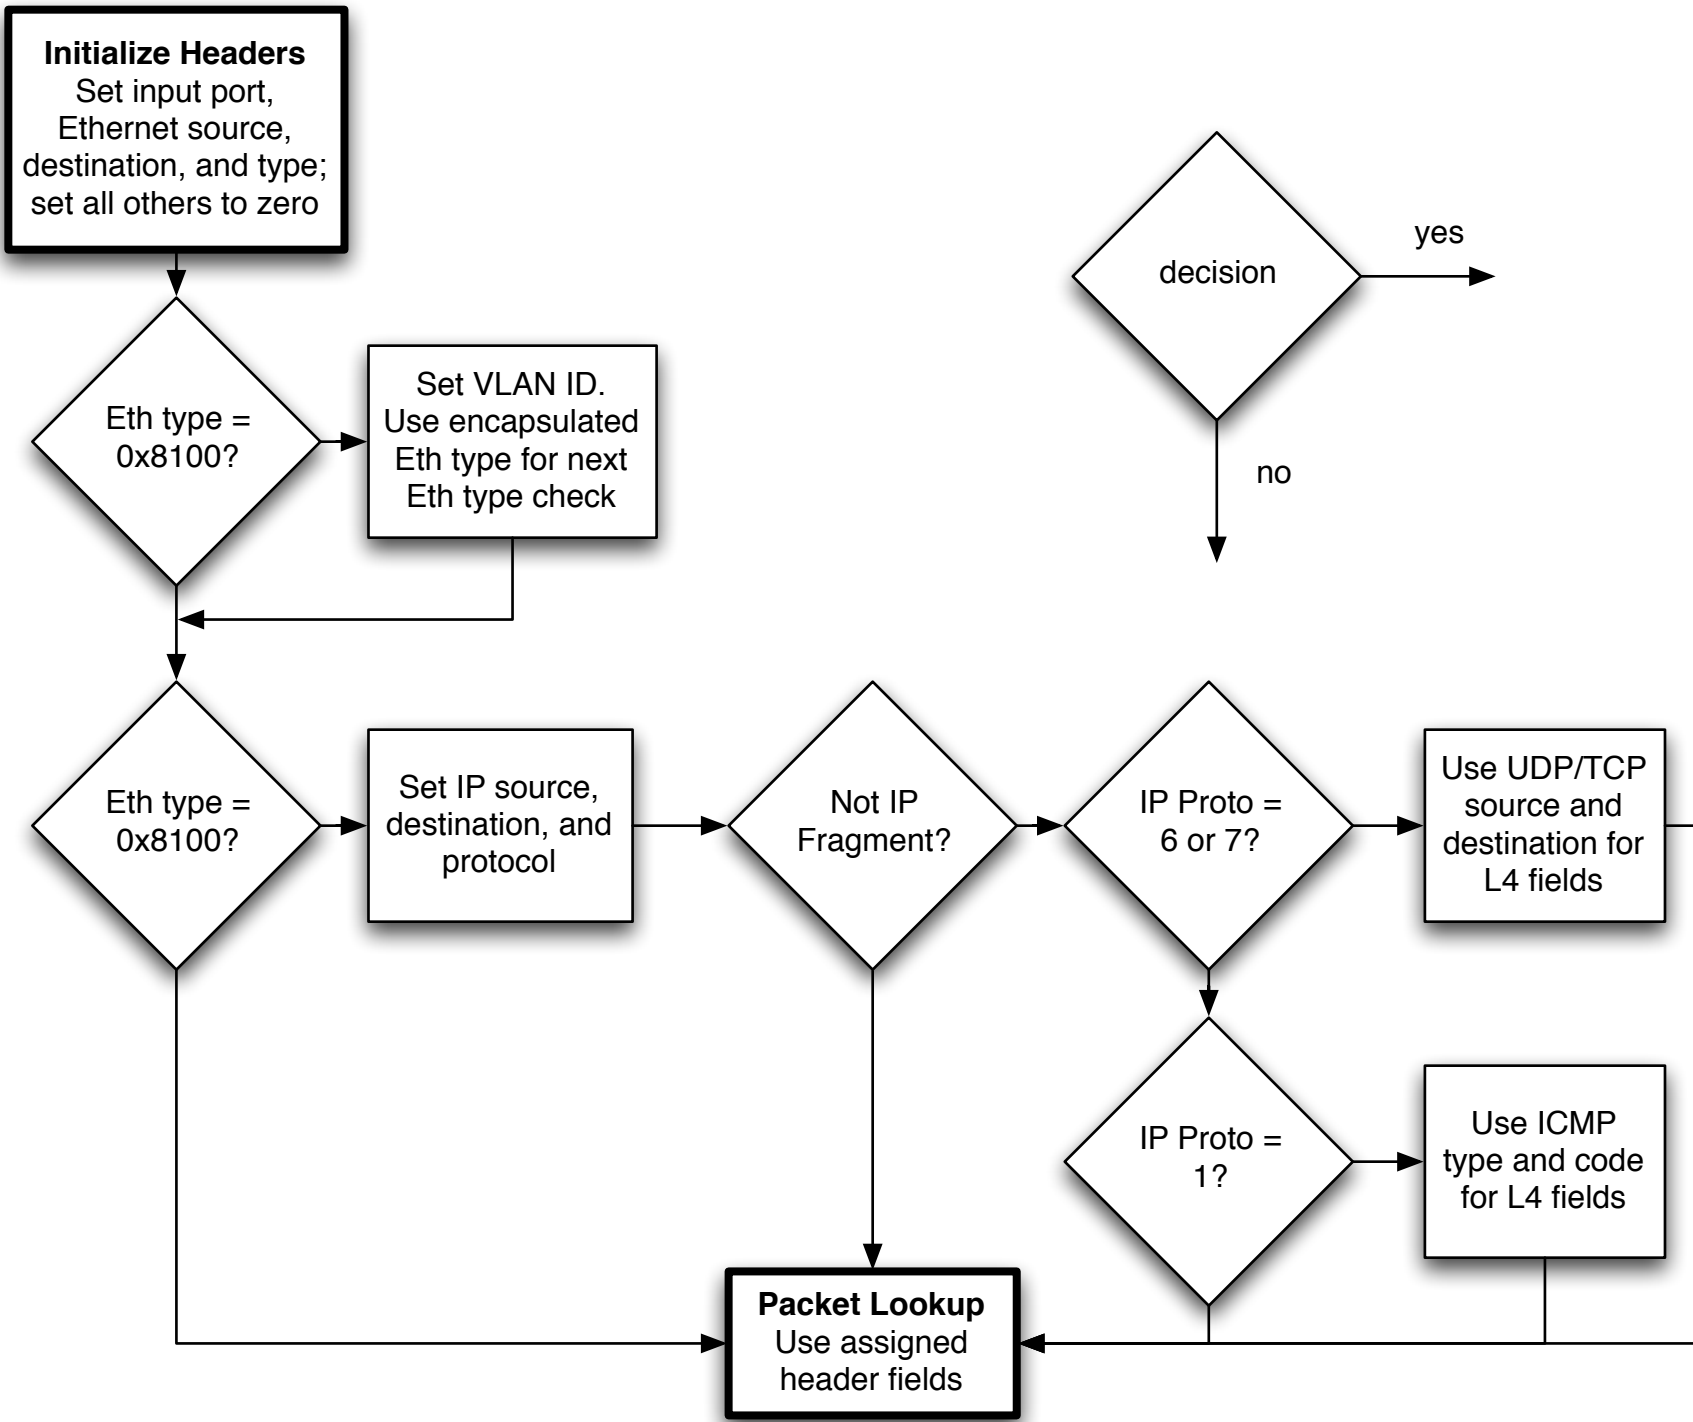 Initialize Headers
Set input port,
Ethernet source,
destination, and type;
set all others to zero
decision
yes
no
Eth type =
0x8100?
Set VLAN ID.
Use encapsulated
Eth type for next
Eth type check
Eth type =
0x8100?
Set IP source,
destination, and
protocol
Not IP
Fragment?
IP Proto =
6 or 7?
Use UDP/TCP
source and
destination for
L4 fields
IP Proto =
1?
Use ICMP
type and code
for L4 fields
Packet Lookup
Use assigned
header fields